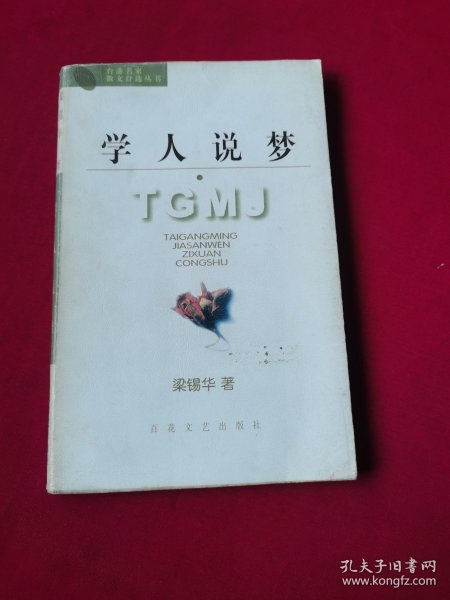 台港名家
散文自选丛书
学人说梦
TGMJ
TAIGANGMING
JIASANWEN
ZIXUAN
CONGSHU
梁锡华 著
百花文艺出版社
孔夫子旧书网
www.kongfz.com